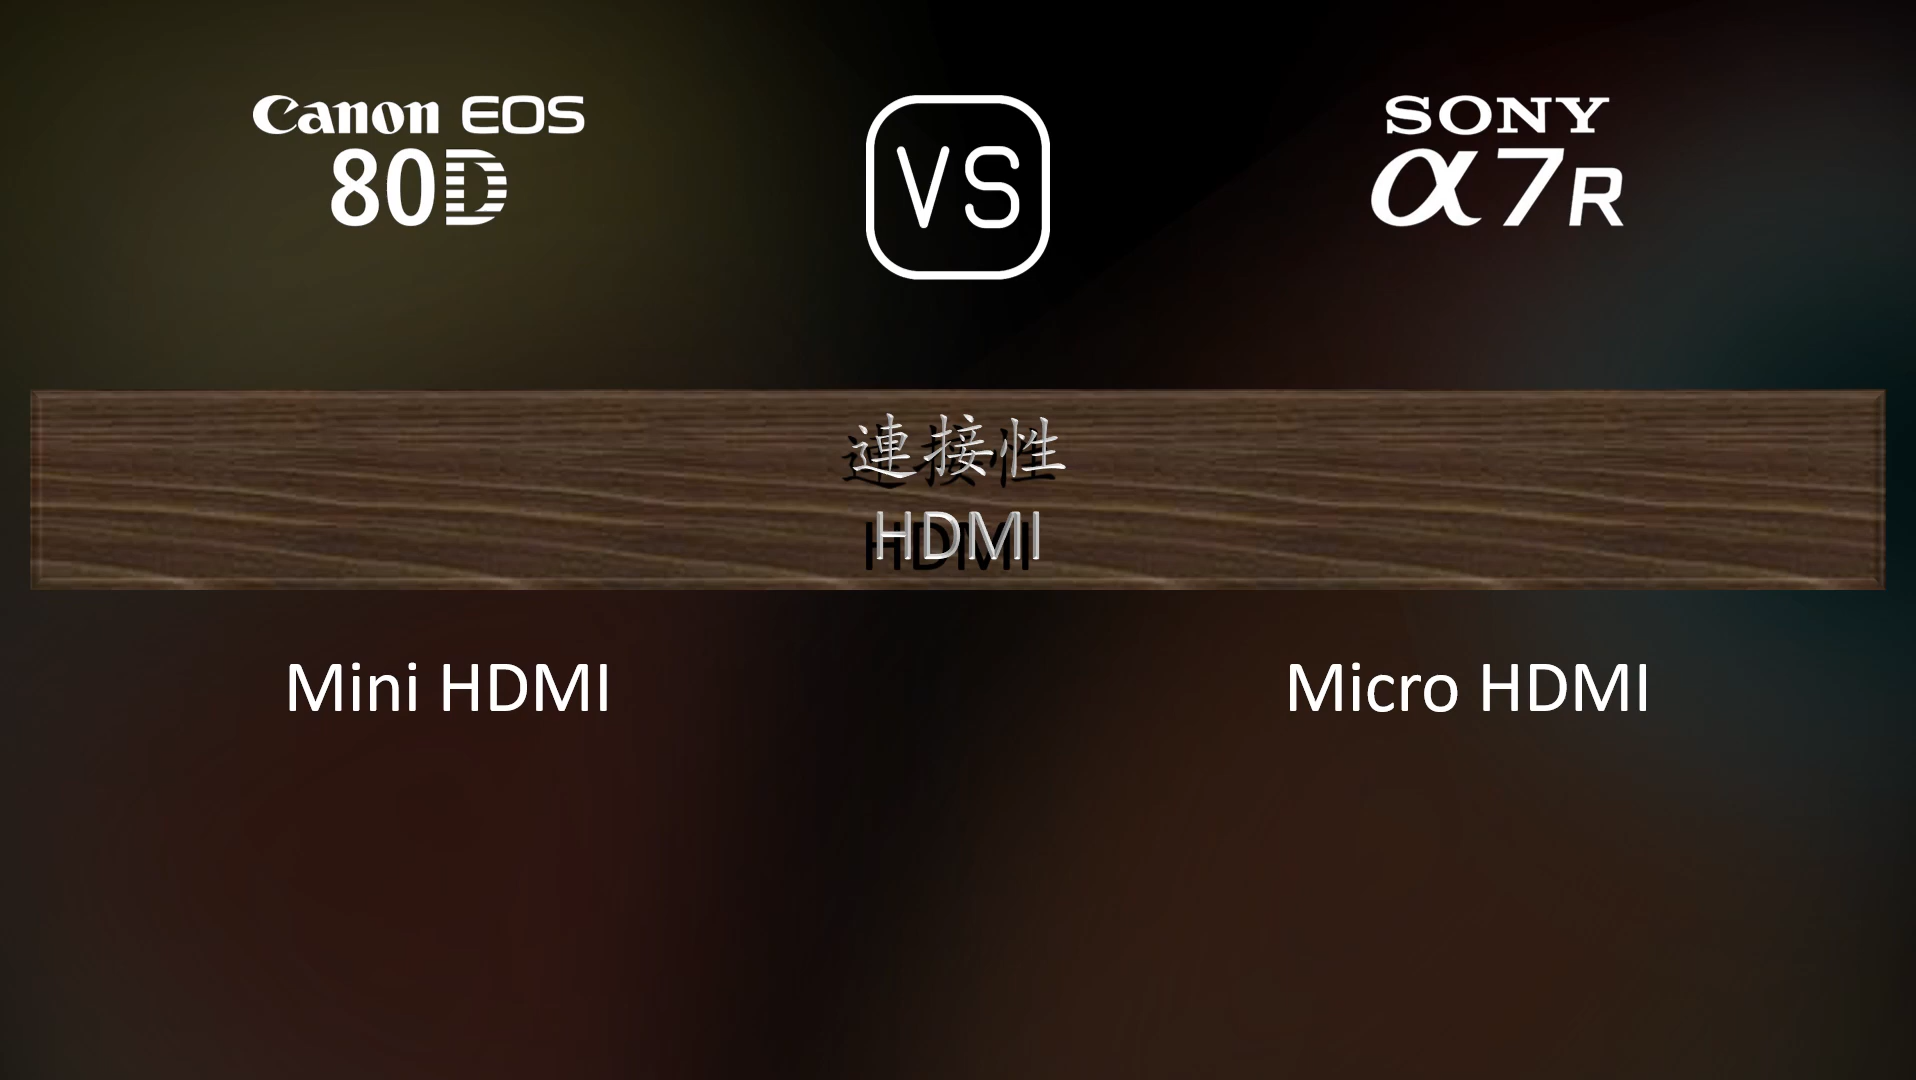 Canon EOS
80D
VS
SONY
α7R
連接性
HDMI
Mini HDMI
Micro HDMI